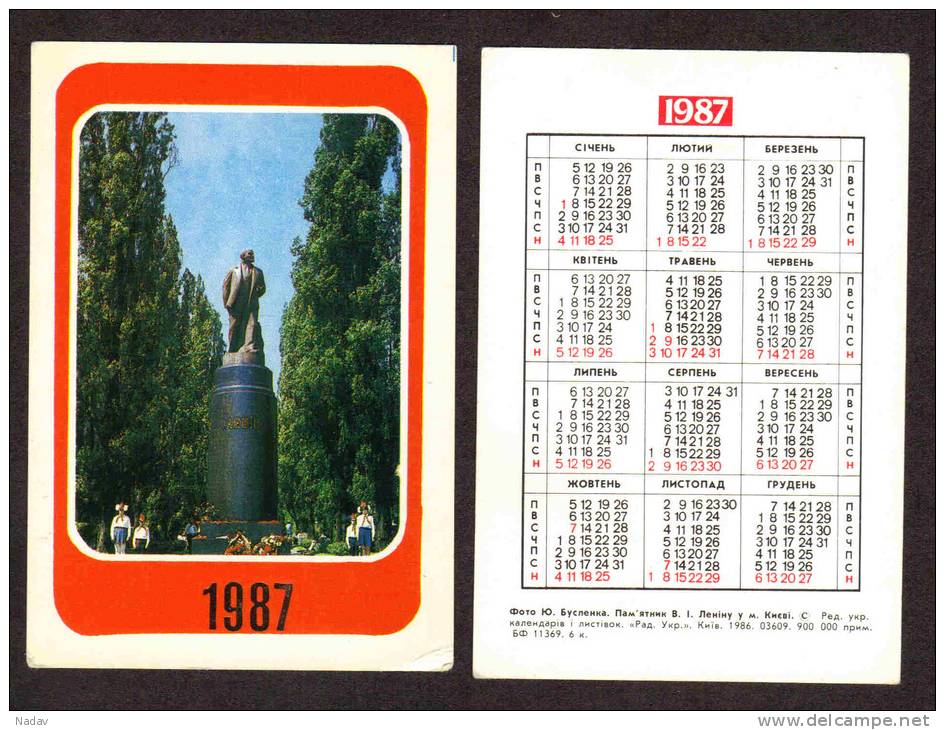 1987
1987
СІЧЕНЬ ЛЮТИЙ БЕРЕЗЕНЬ
П 5 12 19 26 2 9 16 23 2 9 16 23 30 П
В 6 13 20 27 3 10 17 24 3 10 17 24 31 В
С 7 14 21 28 4 11 18 25 4 11 18 25 С
Ч 1 8 15 22 29 5 12 19 26 5 12 19 26 Ч
П 2 9 16 23 30 6 13 20 27 6 13 20 27 П
С 3 10 17 24 31 7 14 21 28 7 14 21 28 С
Н 4 11 18 25 1 8 15 22 1 8 15 22 29 Н
КВІТЕНЬ ТРАВЕНЬ ЧЕРВЕНЬ
П 6 13 20 27 4 11 18 25 1 8 15 22 29 П
В 7 14 21 28 5 12 19 26 2 9 16 23 30 В
С 1 8 15 22 29 6 13 20 27 3 10 17 24 С
Ч 2 9 16 23 30 7 14 21 28 4 11 18 25 Ч
П 3 10 17 24 1 8 15 22 29 5 12 19 26 П
С 4 11 18 25 2 9 16 23 30 6 13 20 27 С
Н 5 12 19 26 3 10 17 24 31 7 14 21 28 Н
ЛИПЕНЬ СЕРПЕНЬ ВЕРЕСЕНЬ
П 6 13 20 27 3 10 17 24 31 7 14 21 28 П
В 7 14 21 28 4 11 18 25 1 8 15 22 29 В
С 1 8 15 22 29 5 12 19 26 2 9 16 23 30 С
Ч 2 9 16 23 30 6 13 20 27 3 10 17 24 Ч
П 3 10 17 24 31 7 14 21 28 4 11 18 25 П
С 4 11 18 25 1 8 15 22 29 5 12 19 26 С
Н 5 12 19 26 2 9 16 23 30 6 13 20 27 Н
ЖОВТЕНЬ ЛИСТОПАД ГРУДЕНЬ
П 5 12 19 26 2 9 16 23 30 7 14 21 28 П
В 6 13 20 27 3 10 17 24 1 8 15 22 29 В
С 7 14 21 28 4 11 18 25 2 9 16 23 30 С
Ч 1 8 15 22 29 5 12 19 26 3 10 17 24 31 Ч
П 2 9 16 23 30 6 13 20 27 4 11 18 25 П
С 3 10 17 24 31 7 14 21 28 5 12 19 26 С
Н 4 11 18 25 1 8 15 22 29 6 13 20 27 Н
Фото Ю. Бусленка. Пам'ятник В. І. Леніну у м. Києві. © Ред. укр.
календарів і листівок. «Рад. Укр.». Київ. 1986. 03609. 900 000 прим.
БФ 11369. 6 к.
Nadav
delcampe.net